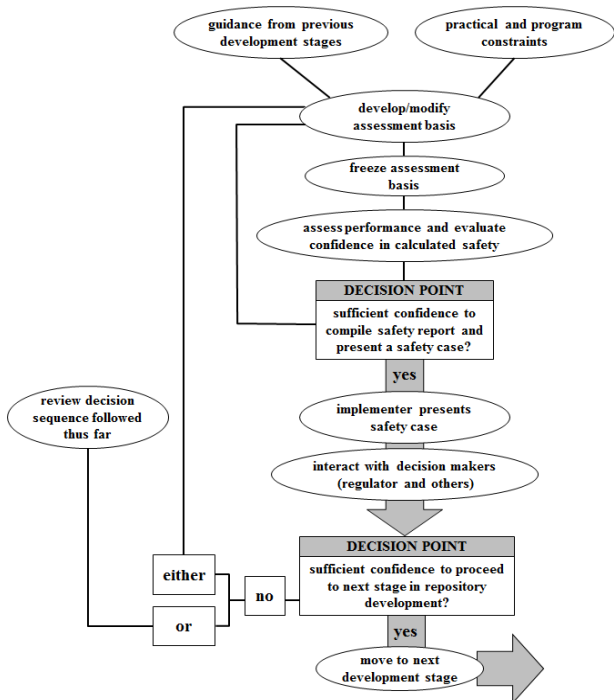 guidance from previous
development stages
practical and program
constraints
develop/modify
assessment basis
freeze assessment
basis
assess performance and evaluate
confidence in calculated safety
DECISION POINT
sufficient confidence to
compile safety report and
present a safety case?
yes
review decision
sequence followed
thus far
implementer presents
safety case
interact with decision makers
(regulator and others)
DECISION POINT
sufficient confidence to proceed
to next stage in repository
development?
either
no
or
yes
move to next
development stage